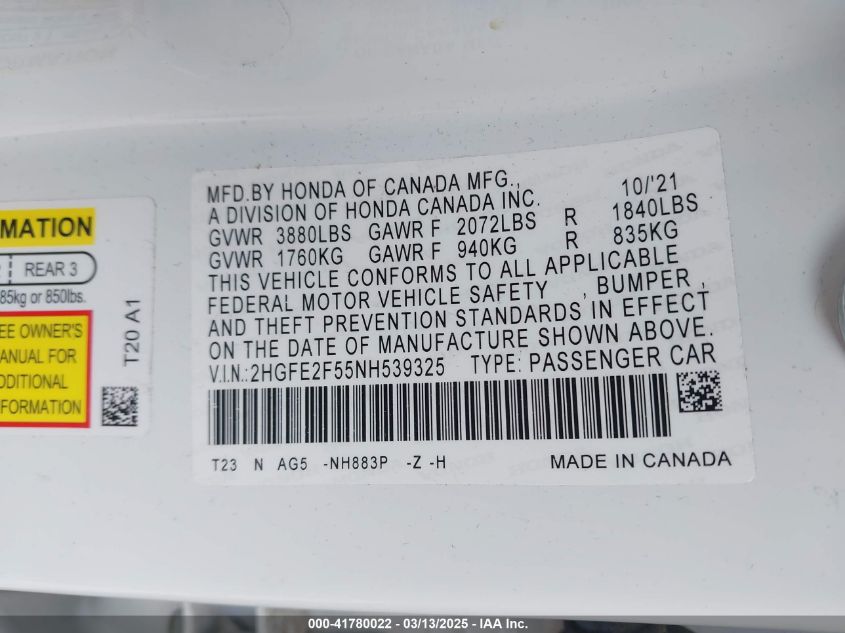 MFD.BY HONDA OF CANADA MFG., 10/'21
A DIVISION OF HONDA CANADA INC.
GVWR 3880LBS GAWR F 2072LBS R 1840LBS
GVWR 1760KG GAWR F 940KG R 835KG
THIS VEHICLE CONFORMS TO ALL APPLICABLE
FEDERAL MOTOR VEHICLE SAFETY , BUMPER ,
AND THEFT PREVENTION STANDARDS IN EFFECT
ON THE DATE OF MANUFACTURE SHOWN ABOVE.
V.I.N.: 2HGFE2F55NH539325 TYPE: PASSENGER CAR
T23 N AG5 -NH883P -Z -H MADE IN CANADA
MATION
REAR 3
85kg or 850lbs.
EE OWNER'S
ANUAL FOR
DDITIONAL
FORMATION
T20 A1
000-41780022 - 03/13/2025 - IAA Inc.